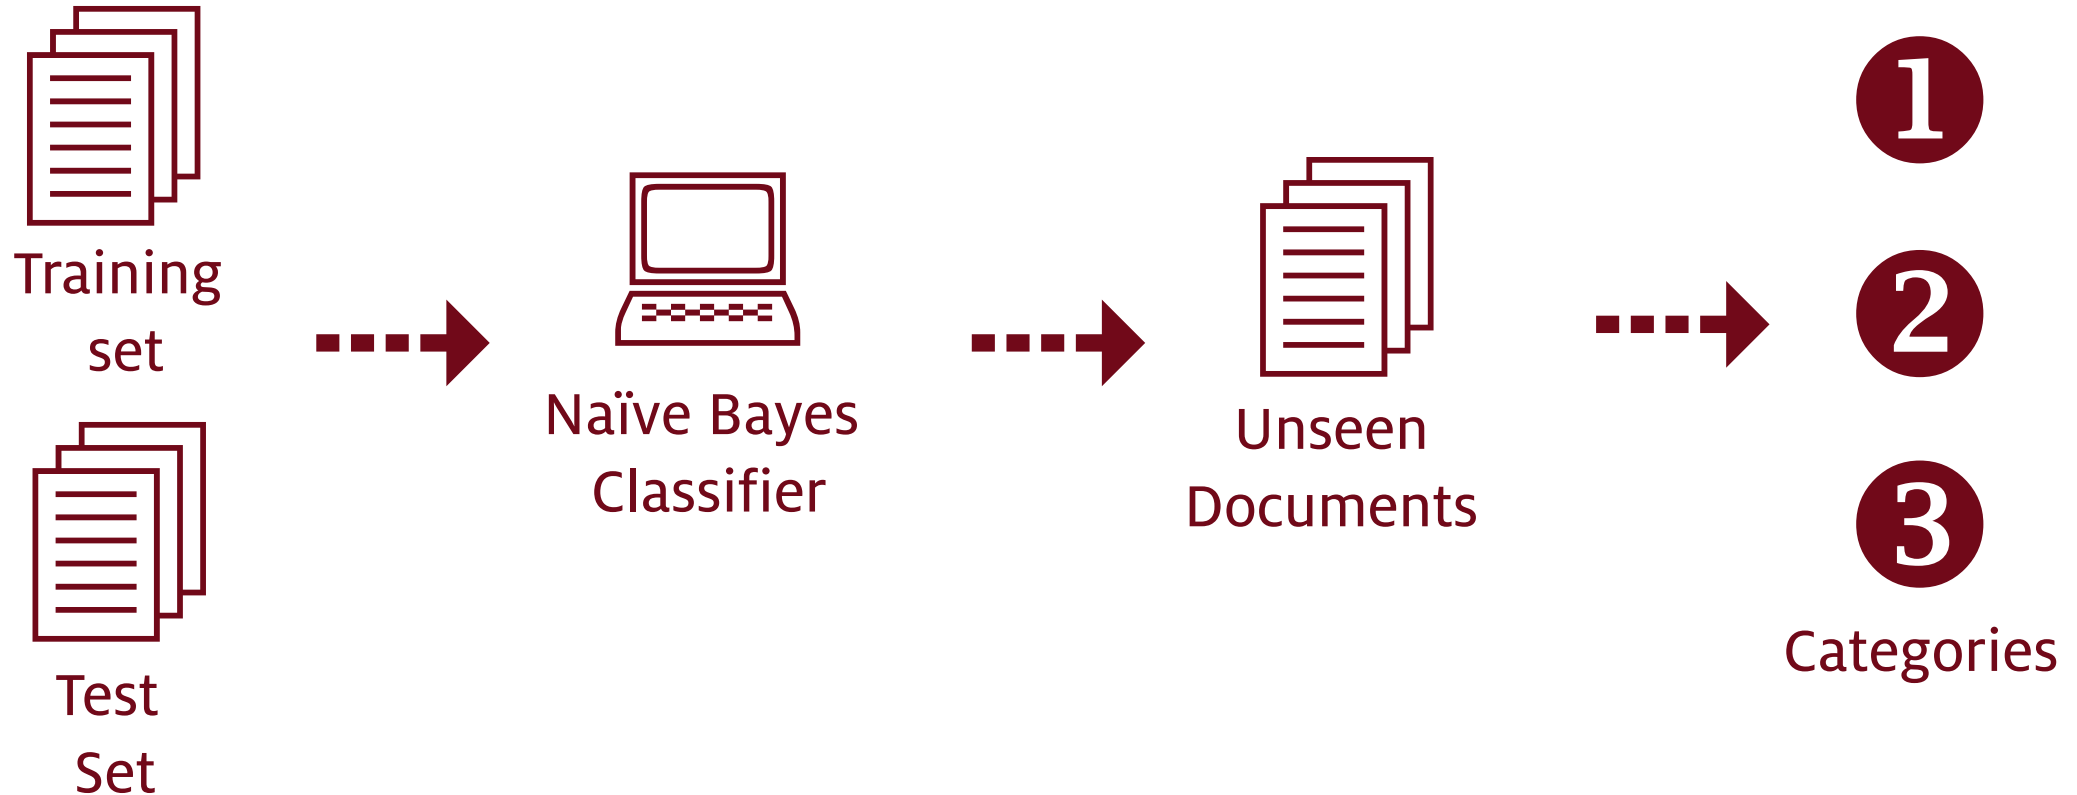 Training
set
Test
Set
Naïve Bayes
Classifier
Unseen
Documents
1
2
3
Categories